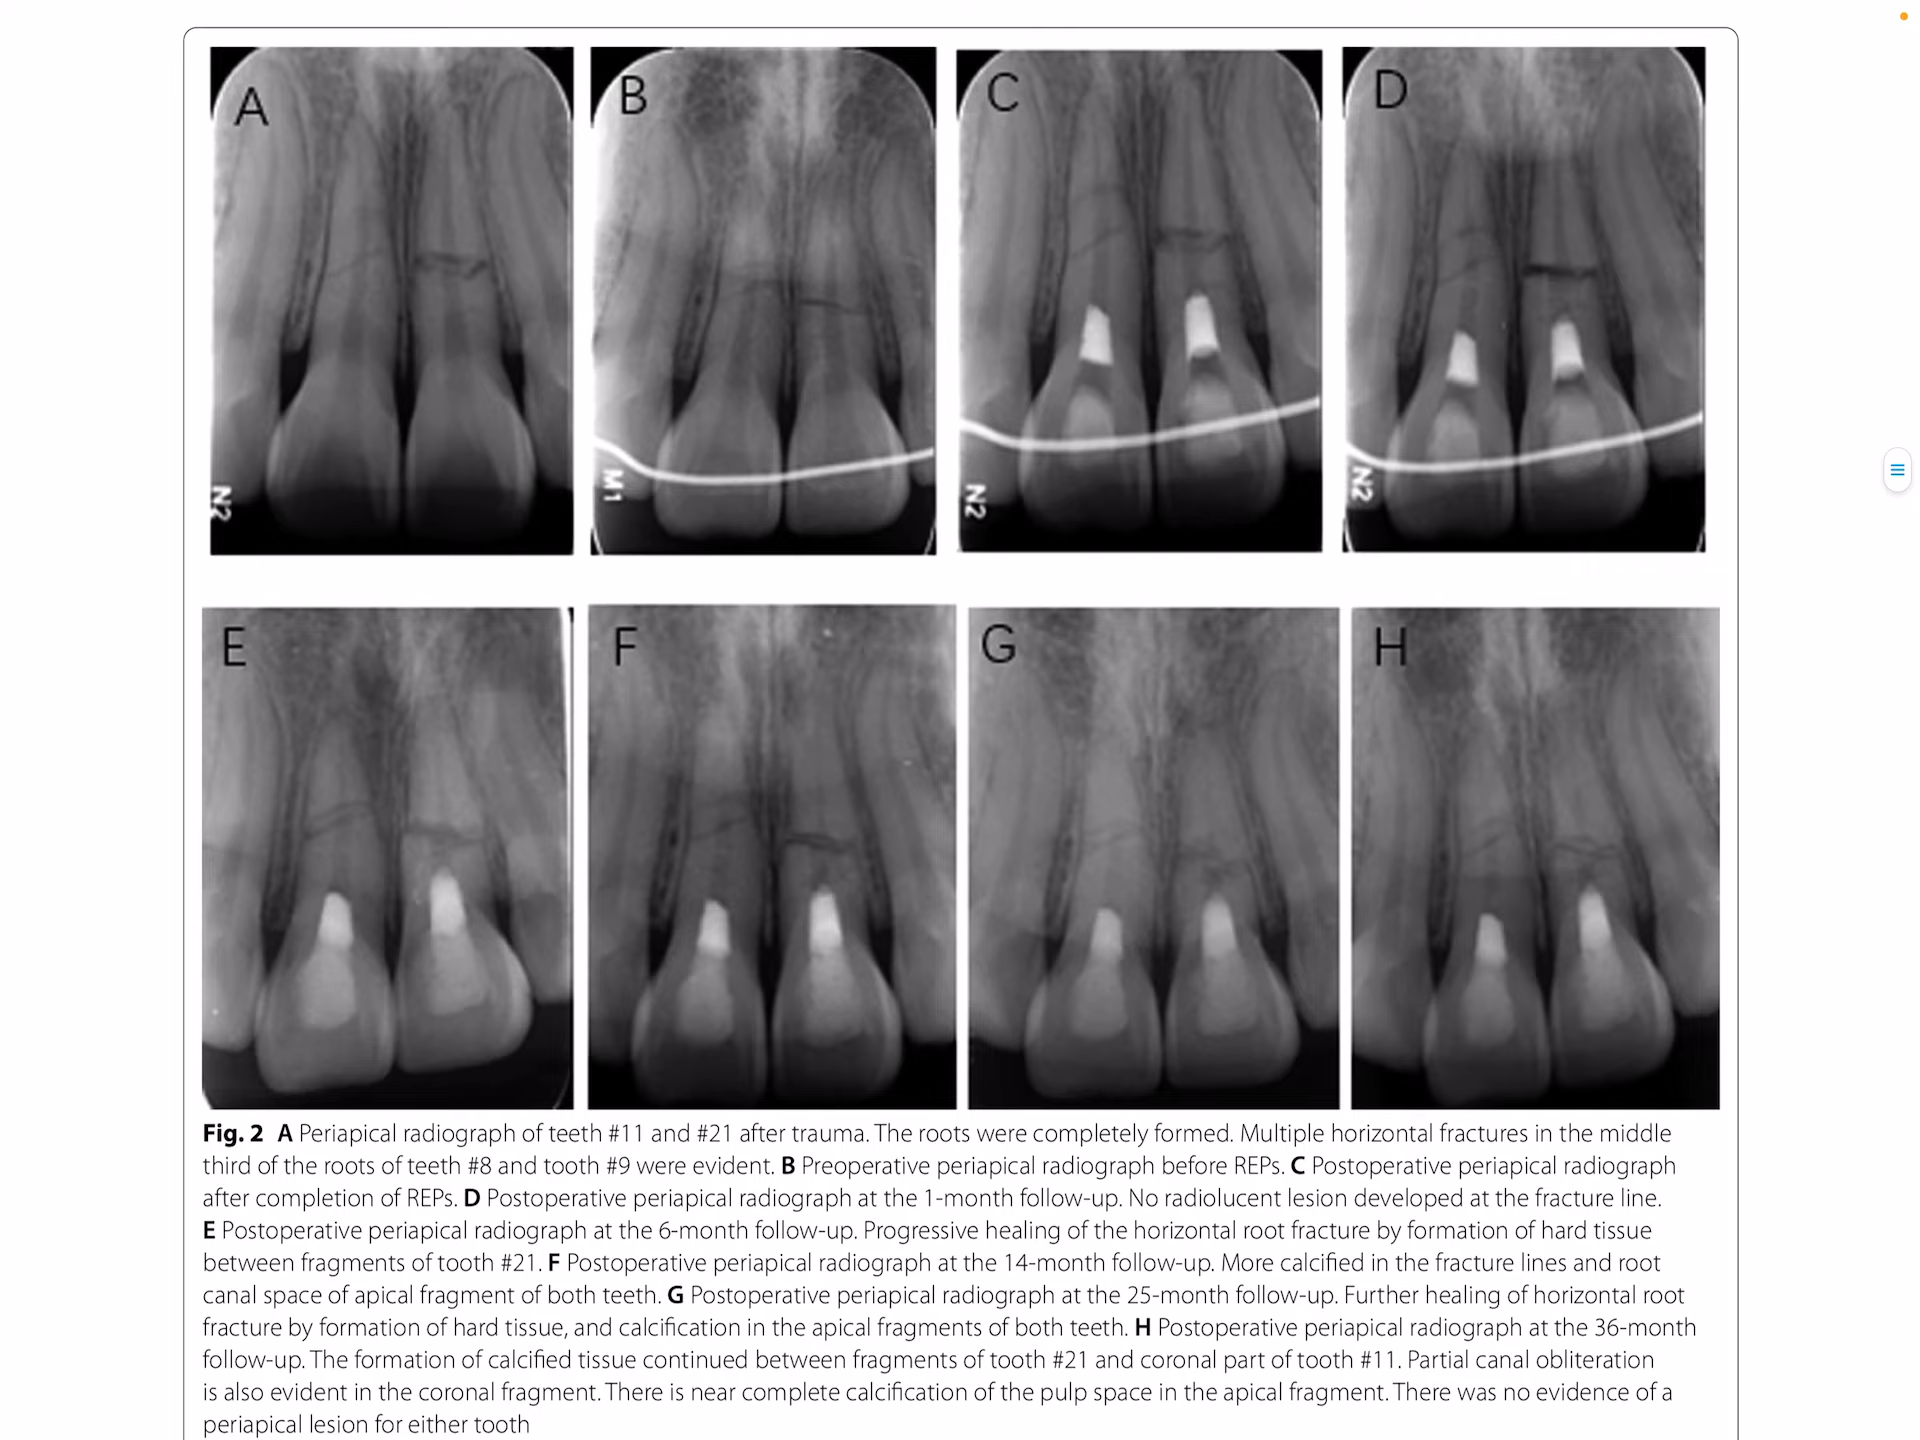 A B C D
N2 M1 N2 N2
E F G H
Fig. 2 A Periapical radiograph of teeth #11 and #21 after trauma. The roots were completely formed. Multiple horizontal fractures in the middle
third of the roots of teeth #8 and tooth #9 were evident. B Preoperative periapical radiograph before REPs. C Postoperative periapical radiograph
after completion of REPs. D Postoperative periapical radiograph at the 1-month follow-up. No radiolucent lesion developed at the fracture line.
E Postoperative periapical radiograph at the 6-month follow-up. Progressive healing of the horizontal root fracture by formation of hard tissue
between fragments of tooth #21. F Postoperative periapical radiograph at the 14-month follow-up. More calcified in the fracture lines and root
canal space of apical fragment of both teeth. G Postoperative periapical radiograph at the 25-month follow-up. Further healing of horizontal root
fracture by formation of hard tissue, and calcification in the apical fragments of both teeth. H Postoperative periapical radiograph at the 36-month
follow-up. The formation of calcified tissue continued between fragments of tooth #21 and coronal part of tooth #11. Partial canal obliteration
is also evident in the coronal fragment. There is near complete calcification of the pulp space in the apical fragment. There was no evidence of a
periapical lesion for either tooth